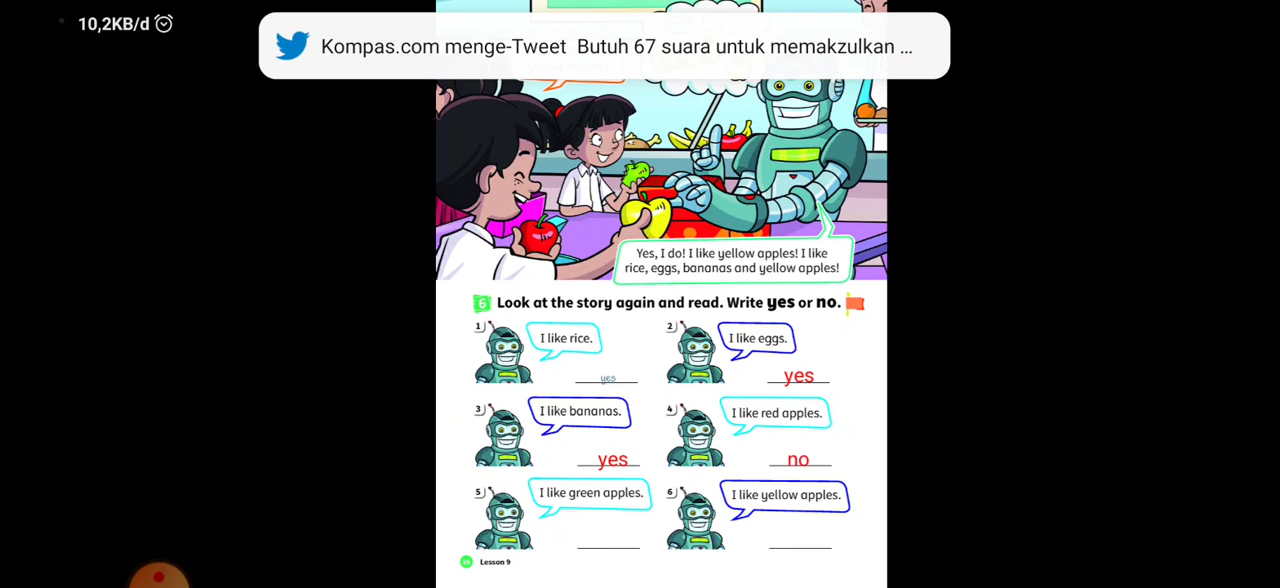 10,2KB/d
Kompas.com menge-Tweet Butuh 67 suara untuk memakzulkan ...
Yes, I do! I like yellow apples! I like
rice, eggs, bananas and yellow apples!
6 Look at the story again and read. Write yes or no.
1 I like rice.
yes
2 I like eggs.
yes
3 I like bananas.
yes
4 I like red apples.
no
5 I like green apples.
6 I like yellow apples.
Lesson 9